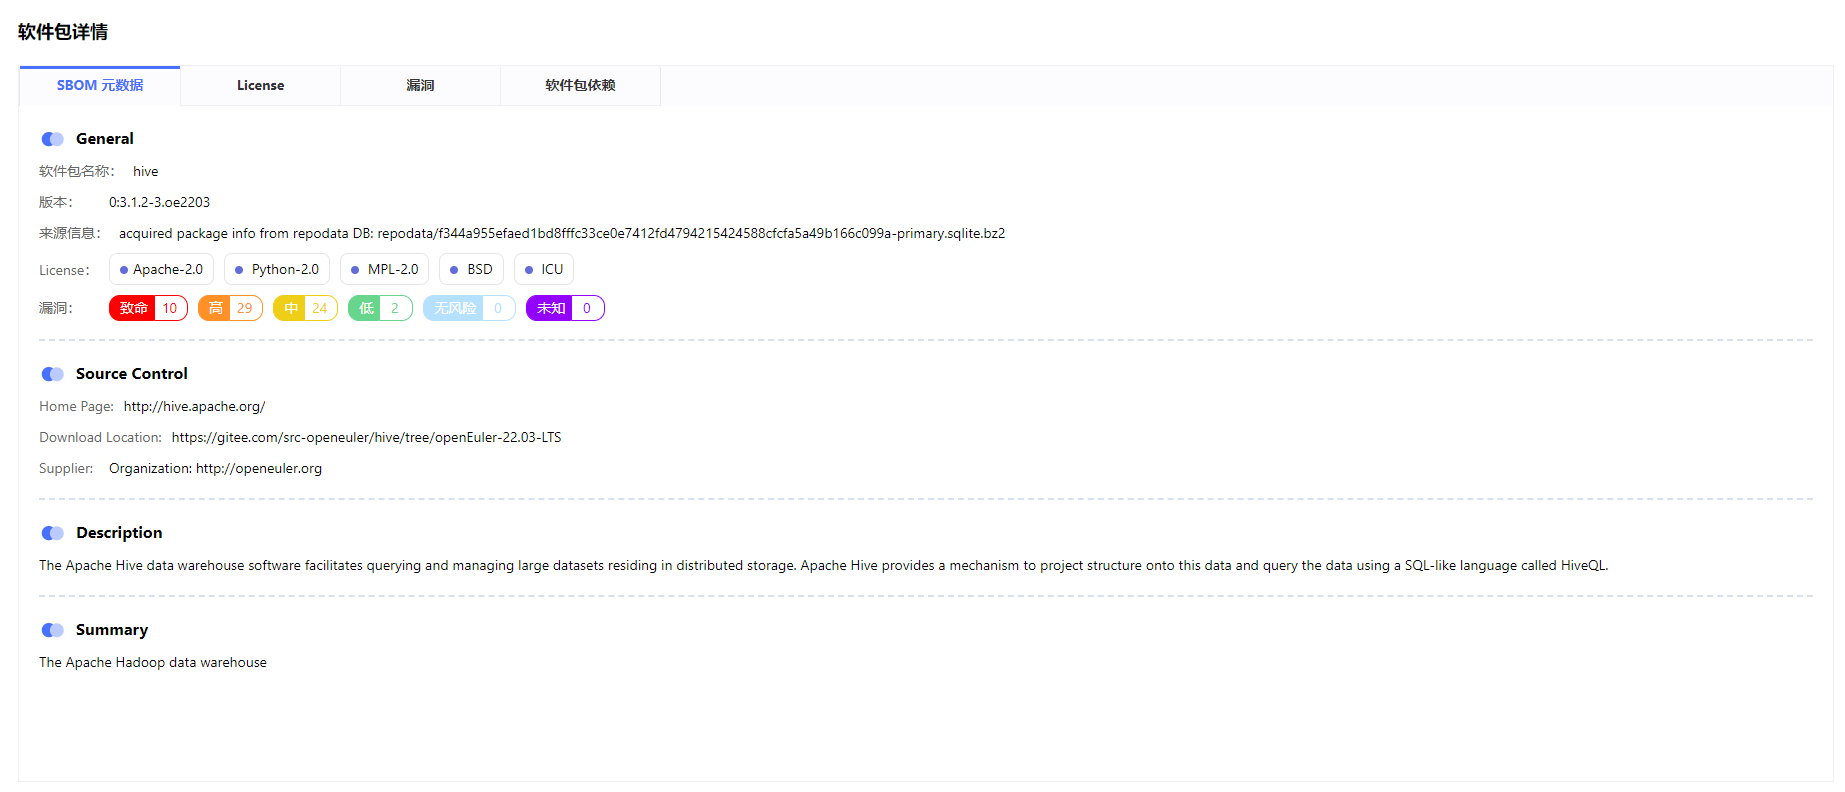 软件包详情
SBOM 元数据 License 漏洞 软件包依赖
General
软件包名称： hive
版本： 0:3.1.2-3.oe2203
来源信息： acquired package info from repodata DB: repodata/f344a955efaed1bd8fffc33ce0e7412fd4794215424588cfcfa5a49b166c099a-primary.sqlite.bz2
License： Apache-2.0 Python-2.0 MPL-2.0 BSD ICU
漏洞： 致命 10 高 29 中 24 低 2 无风险 0 未知 0
Source Control
Home Page: http://hive.apache.org/
Download Location: https://gitee.com/src-openeuler/hive/tree/openEuler-22.03-LTS
Supplier: Organization: http://openeuler.org
Description
The Apache Hive data warehouse software facilitates querying and managing large datasets residing in distributed storage. Apache Hive provides a mechanism to project structure onto this data and query the data using a SQL-like language called HiveQL.
Summary
The Apache Hadoop data warehouse